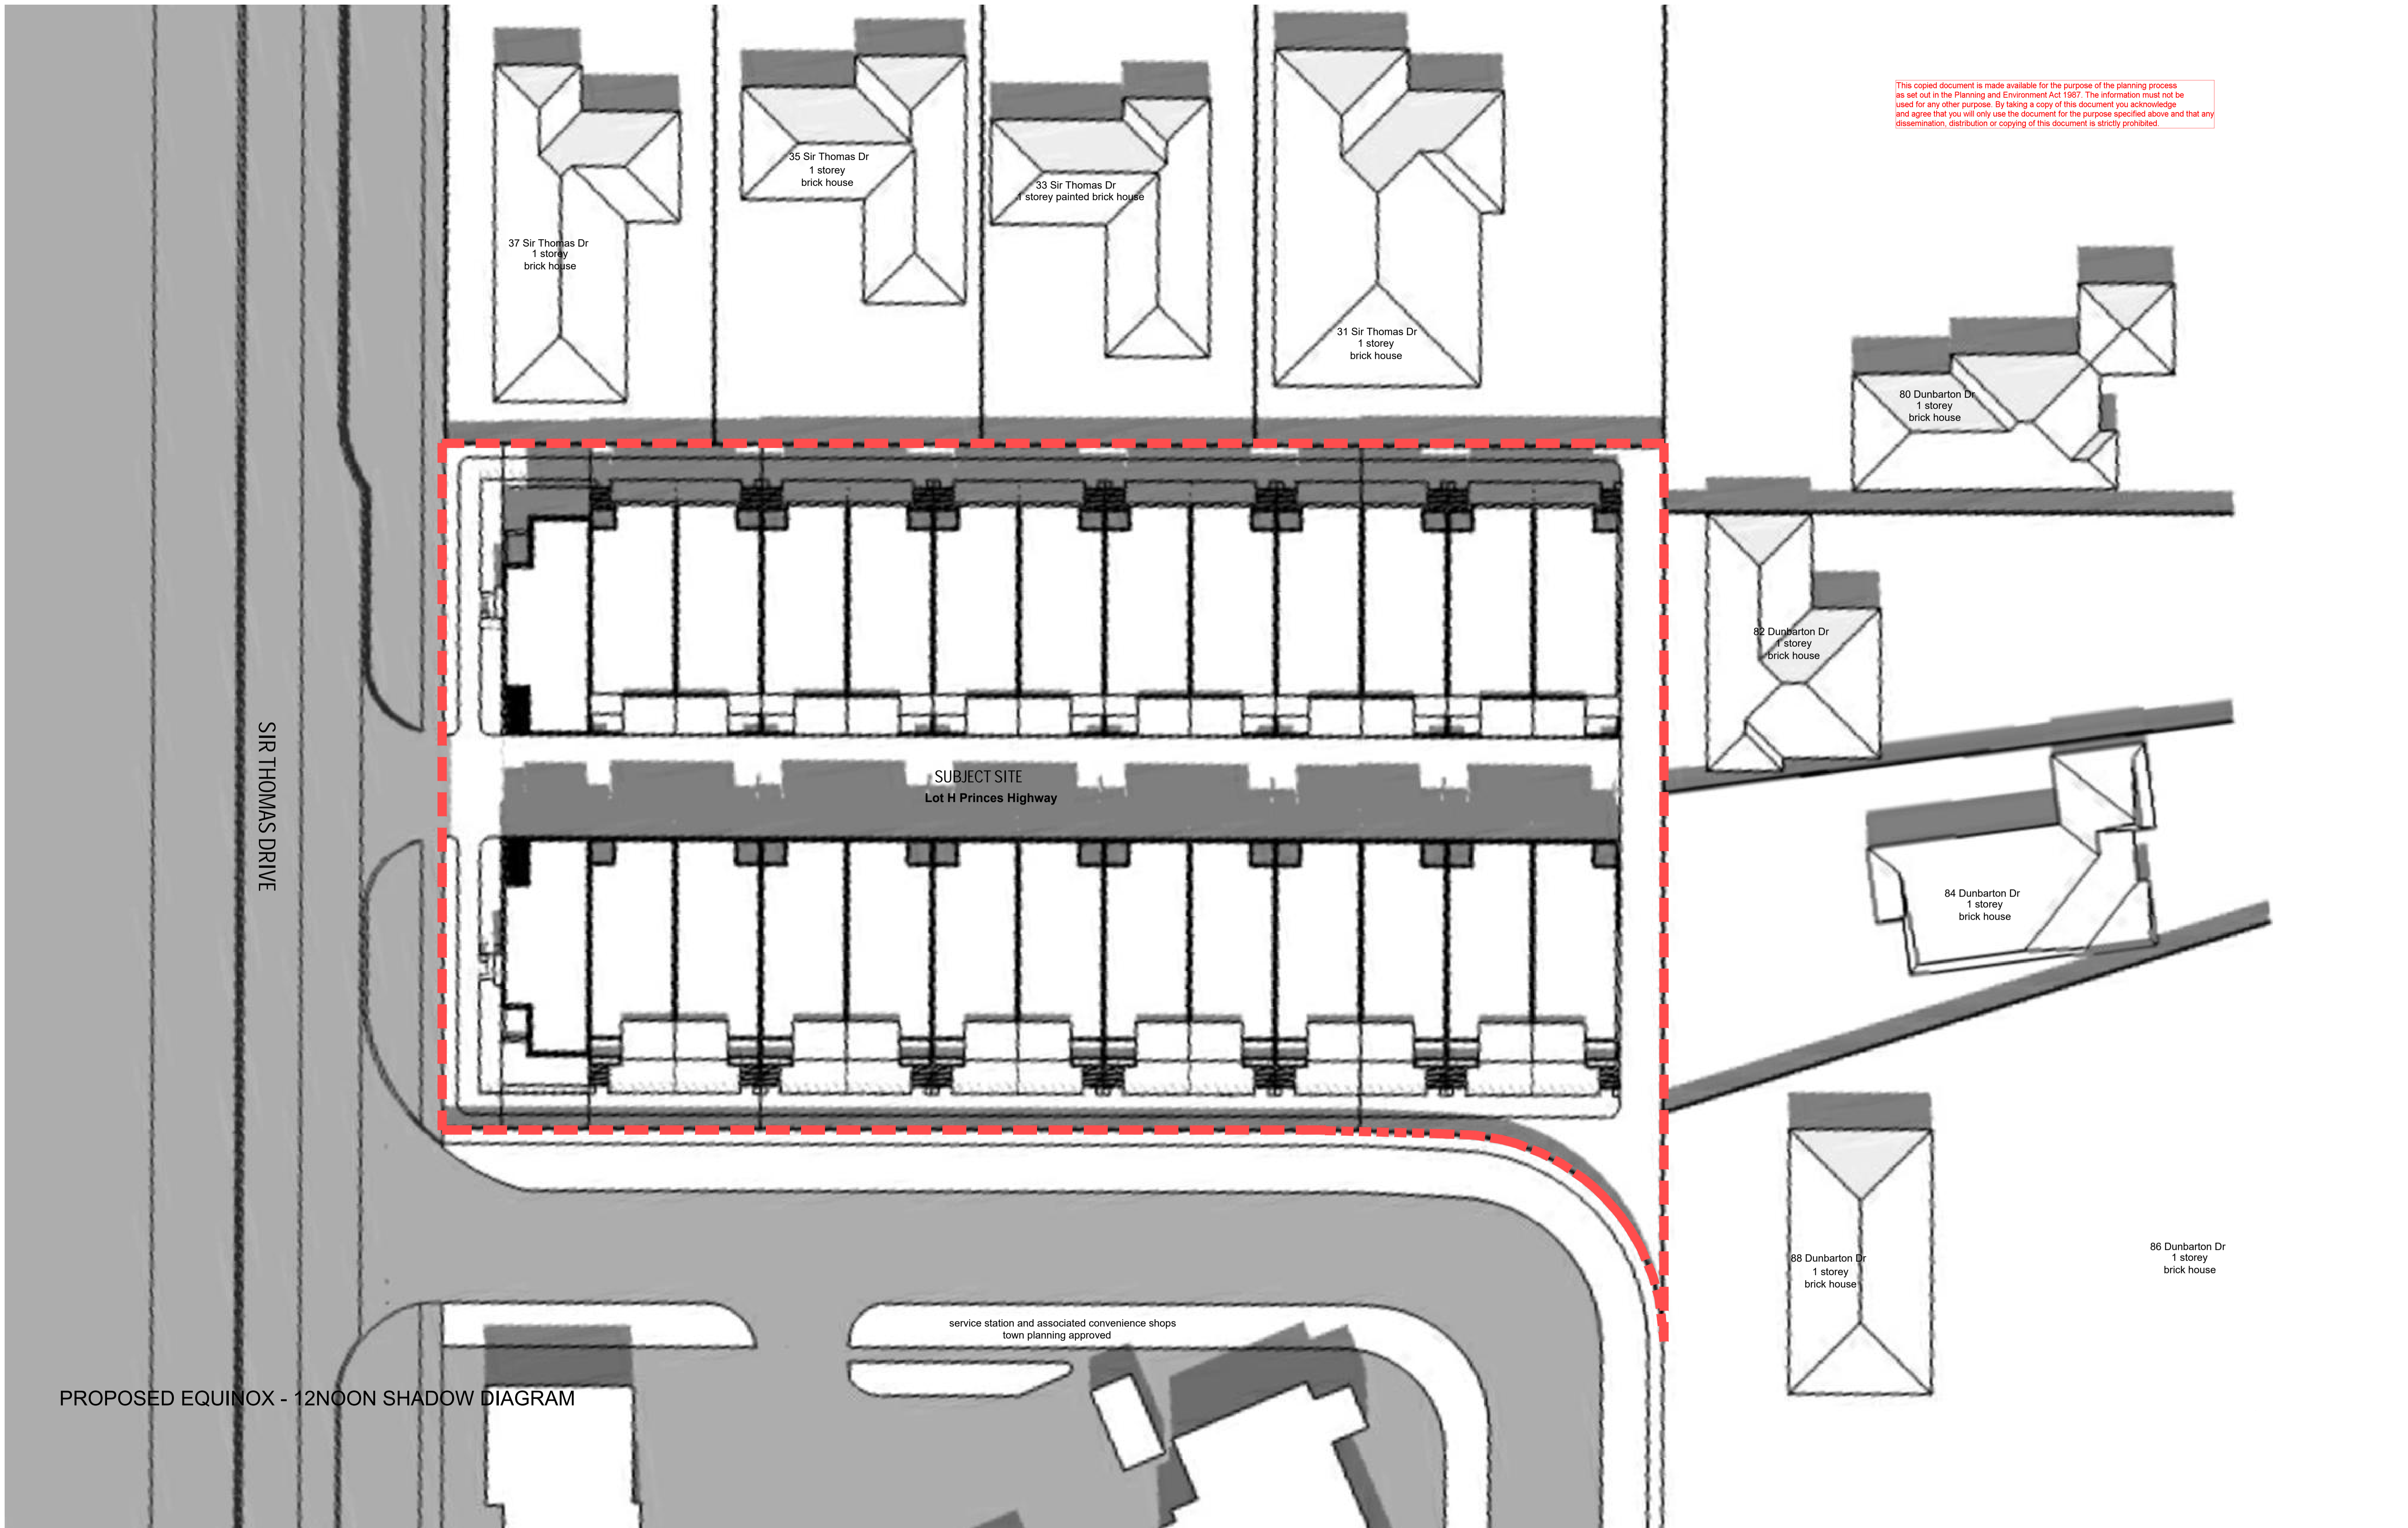 This copied document is made available for the purpose of the planning process
as set out in the Planning and Environment Act 1987. The information must not be
used for any other purpose. By taking a copy of this document you acknowledge
and agree that you will only use the document for the purpose specified above and that any
dissemination, distribution or copying of this document is strictly prohibited.
37 Sir Thomas Dr
1 storey
brick house
35 Sir Thomas Dr
1 storey
brick house
33 Sir Thomas Dr
1 storey painted brick house
31 Sir Thomas Dr
1 storey
brick house
80 Dunbarton Dr
1 storey
brick house
82 Dunbarton Dr
1 storey
brick house
SIR THOMAS DRIVE
SUBJECT SITE
Lot H Princes Highway
84 Dunbarton Dr
1 storey
brick house
88 Dunbarton Dr
1 storey
brick house
86 Dunbarton Dr
1 storey
brick house
service station and associated convenience shops
town planning approved
PROPOSED EQUINOX - 12NOON SHADOW DIAGRAM